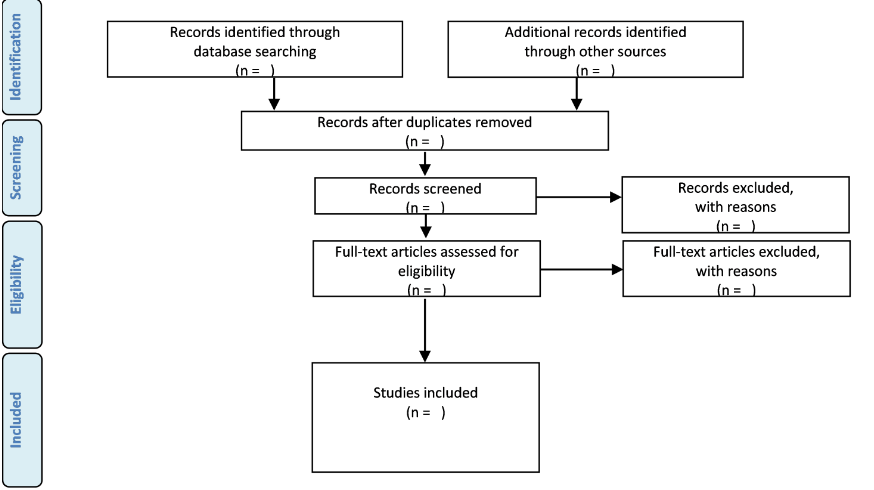 Identification
Records identified through
database searching
(n =   )
Additional records identified
through other sources
(n =   )
Records after duplicates removed
(n =   )
Screening
Records screened
(n =   )
Records excluded,
with reasons
(n =   )
Eligibility
Full-text articles assessed for
eligibility
(n =   )
Full-text articles excluded,
with reasons
(n =   )
Included
Studies included
(n =   )